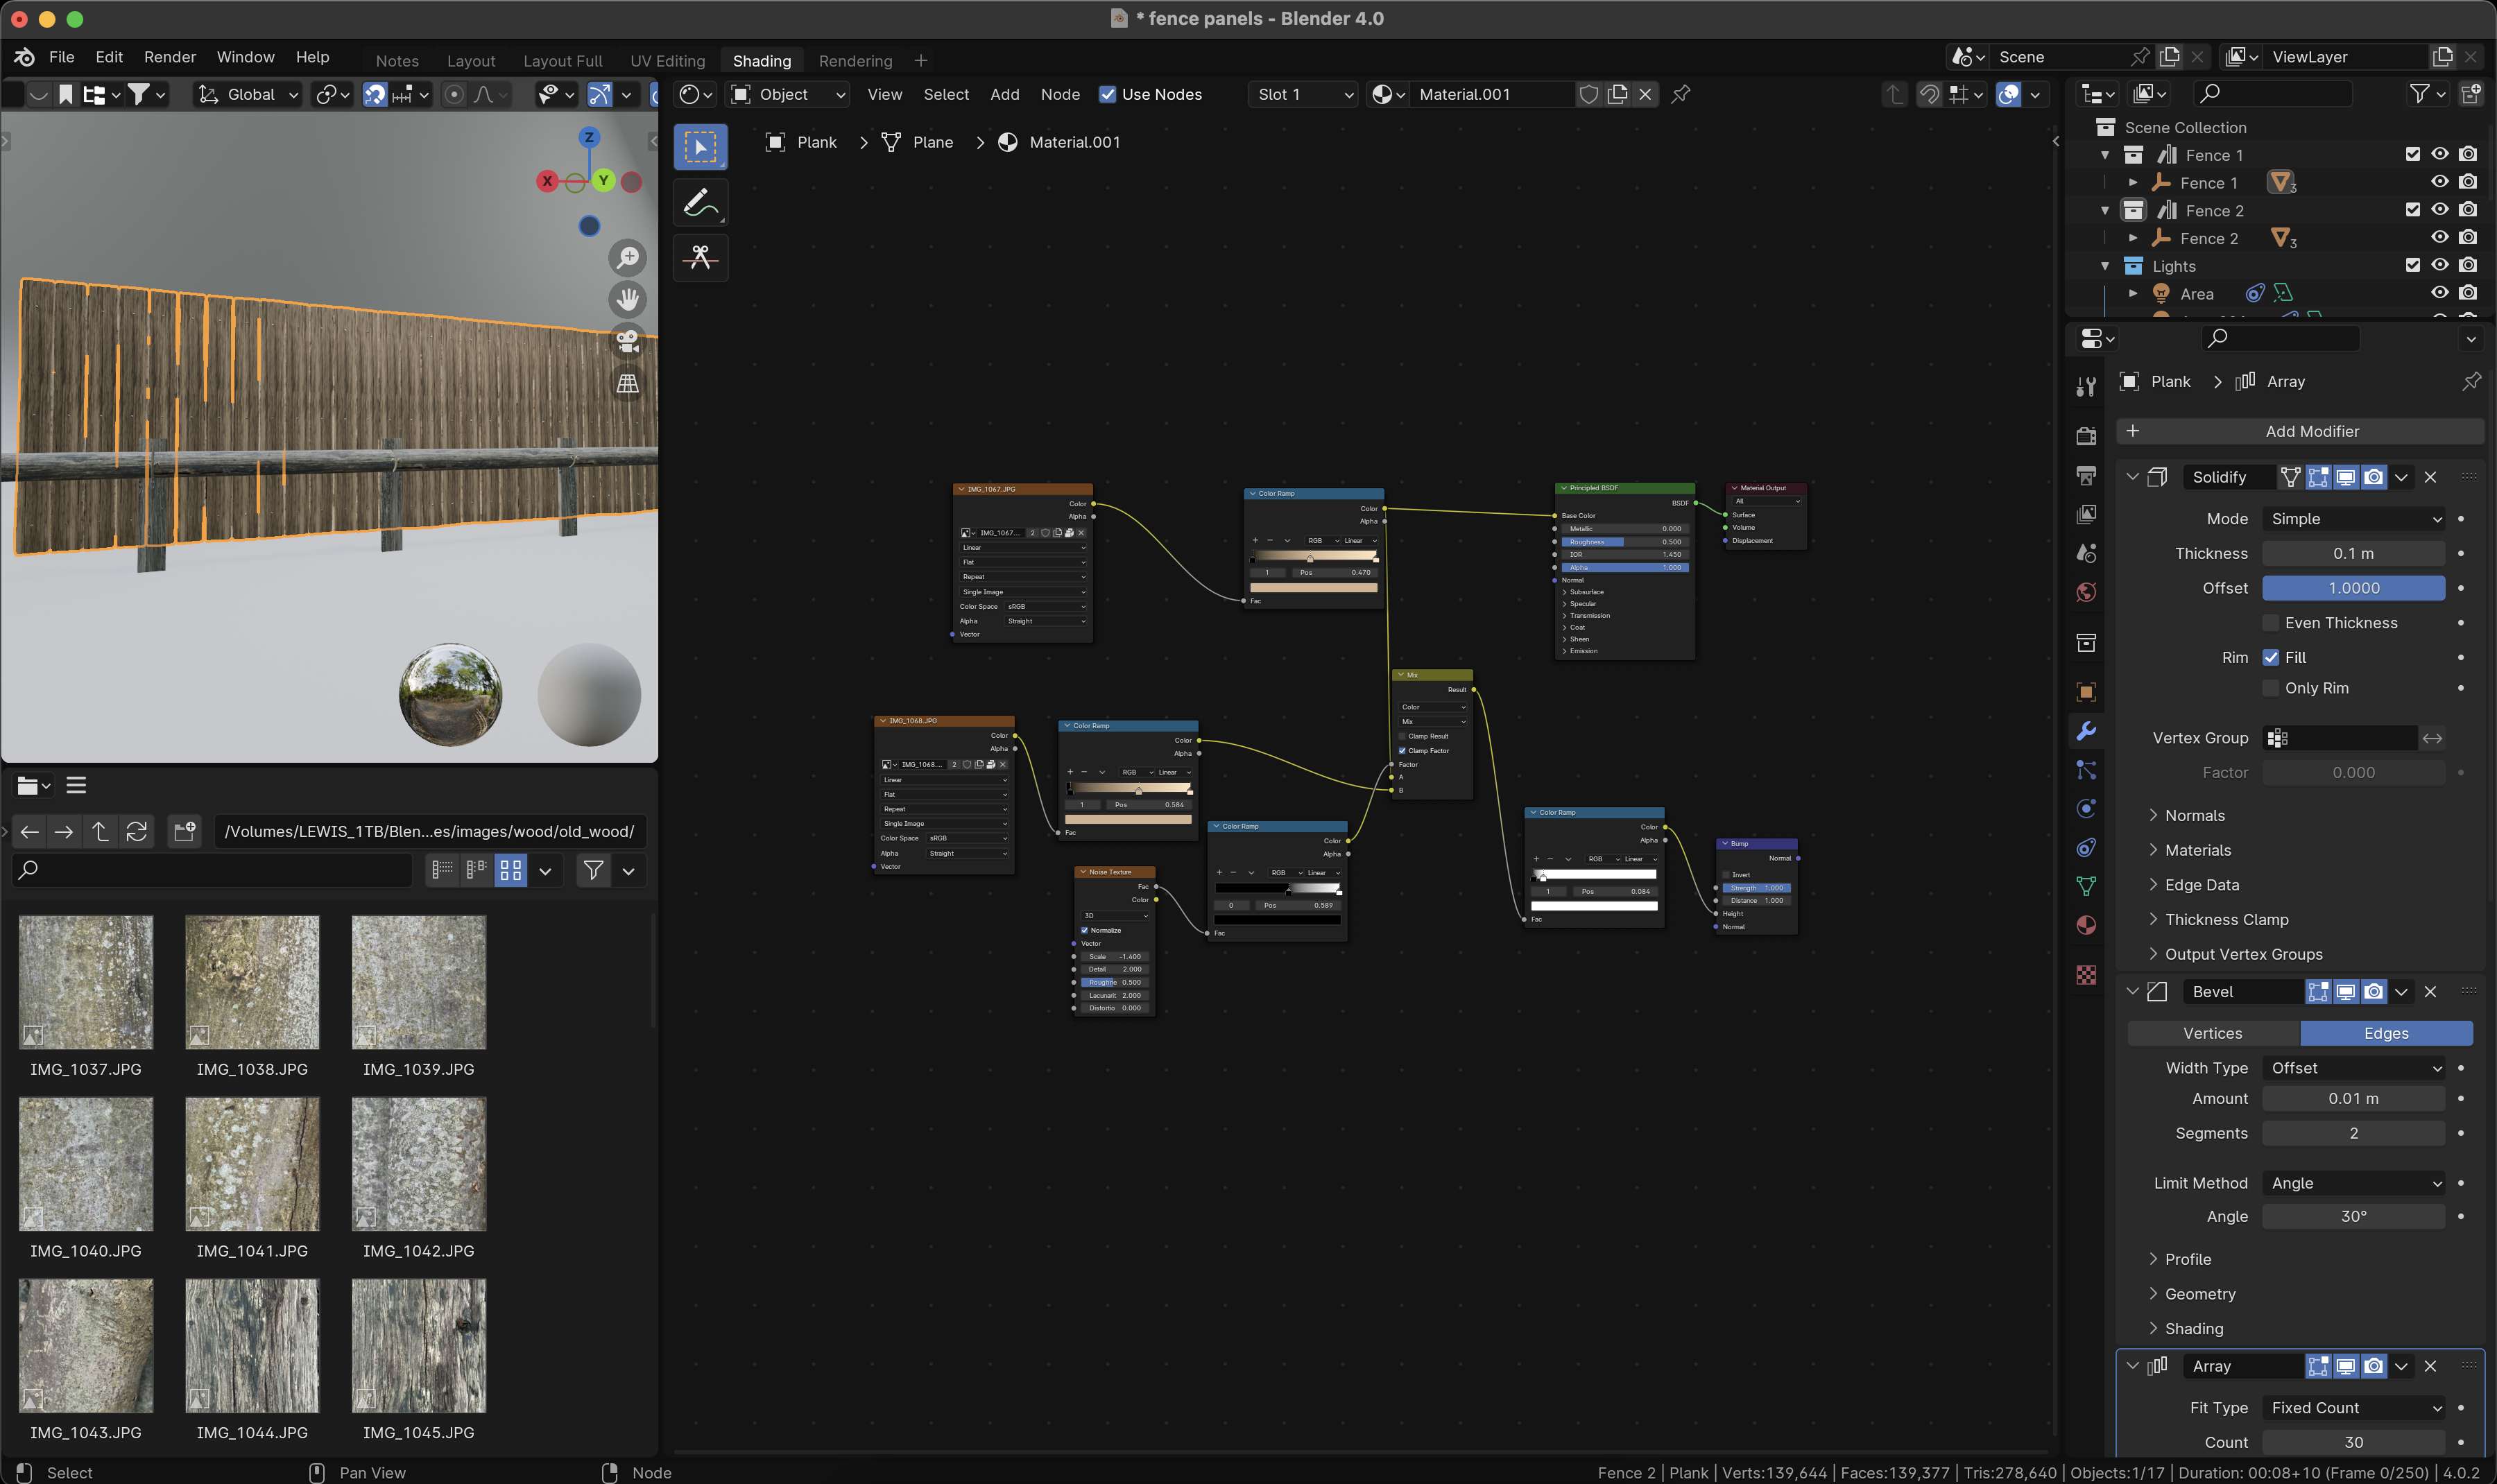 * fence panels - Blender 4.0
File Edit Render Window Help
Notes Layout Layout Full UV Editing Shading Rendering +
Scene
ViewLayer
Global
Object View Select Add Node Use Nodes Slot 1 Material.001
Plank > Plane > Material.001
Z
X
Y
Scene Collection
Fence 1
Fence 1 3
Fence 2
Fence 2 3
Lights
Area
Plank > Array
+ Add Modifier
Solidify
Mode Simple
Thickness 0.1 m
Offset 1.0000
Even Thickness
Rim Fill
Only Rim
Vertex Group
Factor 0.000
Normals
Materials
Edge Data
Thickness Clamp
Output Vertex Groups
Bevel
Vertices Edges
Width Type Offset
Amount 0.01 m
Segments 2
Limit Method Angle
Angle 30°
Profile
Geometry
Shading
Array
Fit Type Fixed Count
Count 30
IMG_1067.JPG
Color
Alpha
IMG_1067.... 2
Linear
Flat
Repeat
Single Image
Color Space sRGB
Alpha Straight
Vector
Color Ramp
Color
Alpha
+ − RGB Linear
1 Pos 0.470
Fac
Principled BSDF
BSDF
Base Color
Metallic 0.000
Roughness 0.500
IOR 1.450
Alpha 1.000
Normal
Subsurface
Specular
Transmission
Coat
Sheen
Emission
Material Output
All
Surface
Volume
Displacement
Mix
Result
Color
Mix
Clamp Result
Clamp Factor
Factor
A
B
IMG_1068.JPG
Color
Alpha
IMG_1068.... 2
Linear
Flat
Repeat
Single Image
Color Space sRGB
Alpha Straight
Vector
Color Ramp
Color
Alpha
+ − RGB Linear
1 Pos 0.584
Fac
Color Ramp
Color
Alpha
+ − RGB Linear
0 Pos 0.589
Fac
Noise Texture
Fac
Color
3D
Normalize
Vector
Scale -1.400
Detail 2.000
Roughne 0.500
Lacunarit 2.000
Distortio 0.000
Color Ramp
Color
Alpha
+ − RGB Linear
1 Pos 0.084
Fac
Bump
Normal
Invert
Strength 1.000
Distance 1.000
Height
Normal
/Volumes/LEWIS_1TB/Blen...es/images/wood/old_wood/
IMG_1037.JPG IMG_1038.JPG IMG_1039.JPG
IMG_1040.JPG IMG_1041.JPG IMG_1042.JPG
IMG_1043.JPG IMG_1044.JPG IMG_1045.JPG
Select Pan View Node
Fence 2 | Plank | Verts:139,644 | Faces:139,377 | Tris:278,640 | Objects:1/17 | Duration: 00:08+10 (Frame 0/250) | 4.0.2